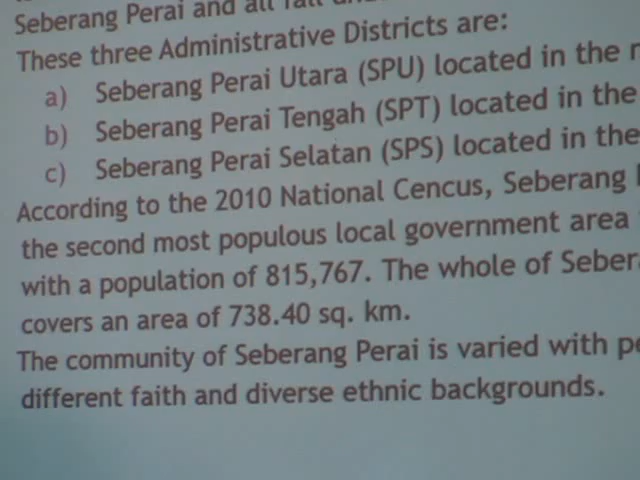 Seberang Perai and all fall
These three Administrative Districts are:
a) Seberang Perai Utara (SPU) located in the
b) Seberang Perai Tengah (SPT) located in the
c) Seberang Perai Selatan (SPS) located in the
According to the 2010 National Cencus, Seberang
the second most populous local government area
with a population of 815,767. The whole of
covers an area of 738.40 sq. km.
The community of Seberang Perai is varied with
different faith and diverse ethnic backgrounds.